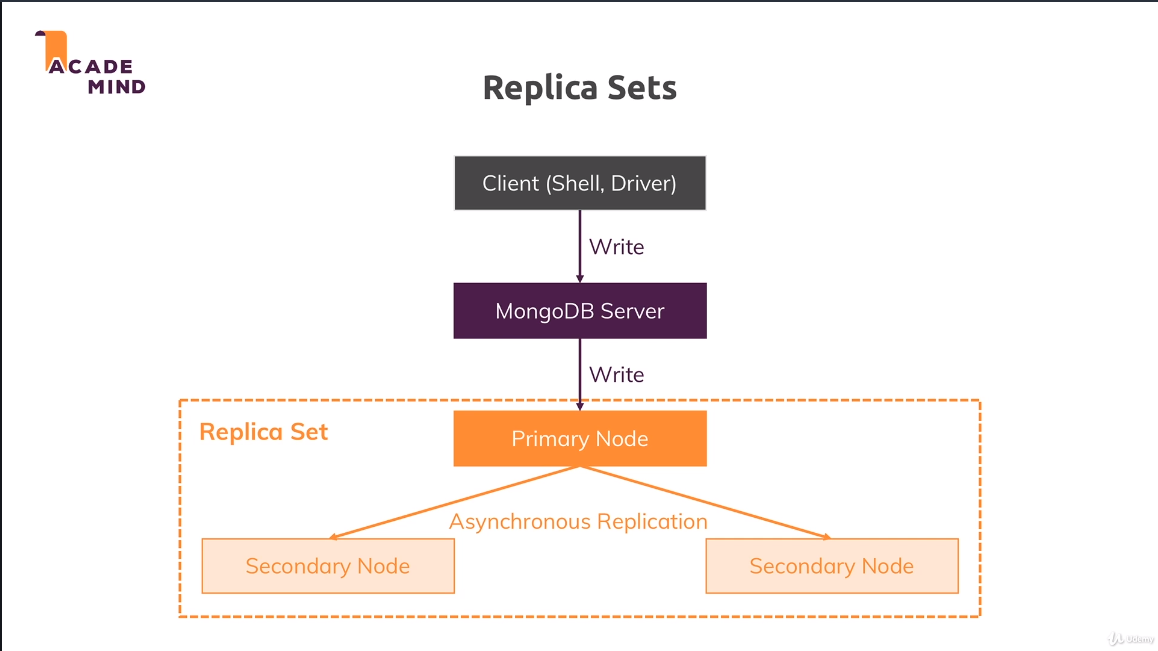 ACADE
MIND
Replica Sets
Client (Shell, Driver)
Write
MongoDB Server
Write
Replica Set
Primary Node
Asynchronous Replication
Secondary Node
Secondary Node
Udemy